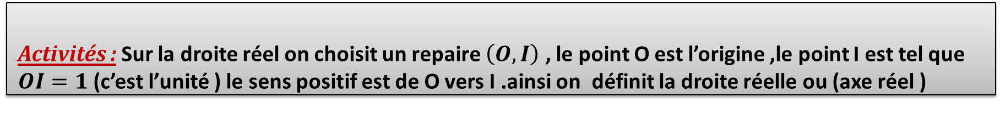 Activités : Sur la droite réel on choisit un repaire (O, I) , le point O est l’origine ,le point I est tel que
OI = 1 (c’est l’unité ) le sens positif est de O vers I .ainsi on définit la droite réelle ou (axe réel )